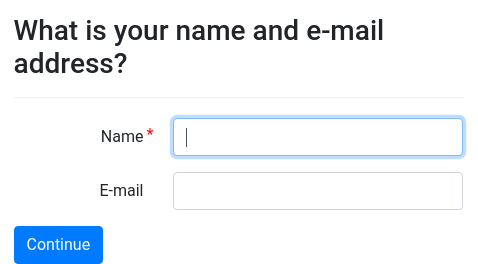 What is your name and e-mail
address?
Name *
E-mail
Continue